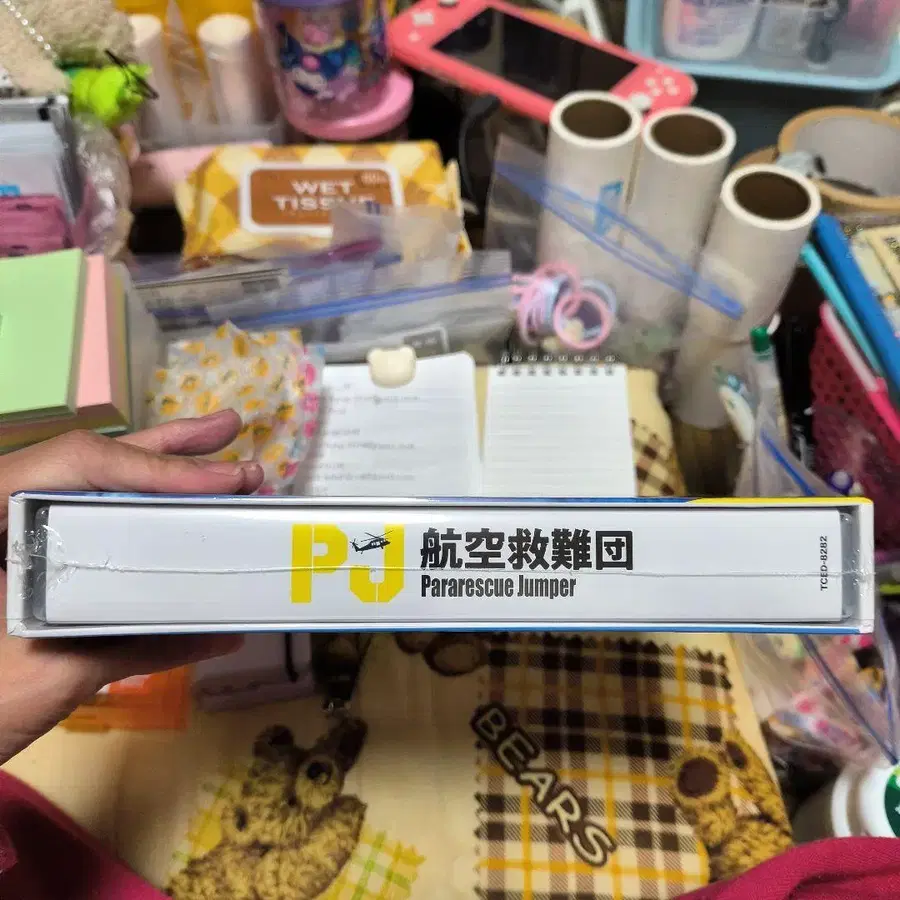 WET
TISSUE
PJ
航空救難団
Pararescue Jumper
TCED-8282
BEARS